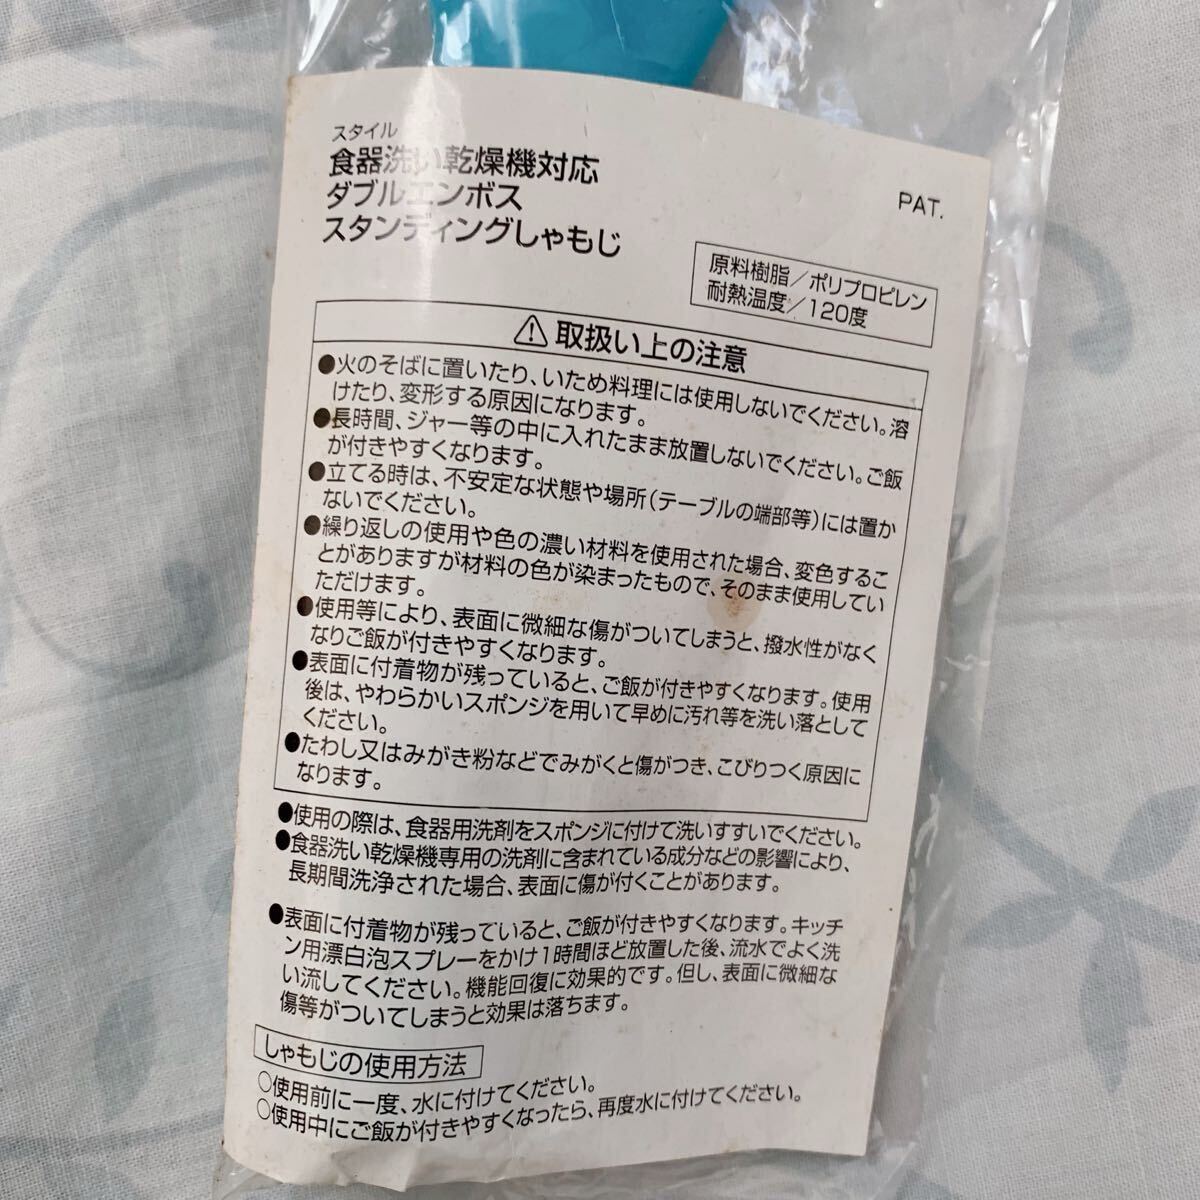 スタイル
食器洗い乾燥機対応
ダブルエンボス
スタンディングしゃもじ
PAT.
原料樹脂／ポリプロピレン
耐熱温度／120度
⚠取扱い上の注意
●火のそばに置いたり、いため料理には使用しないでください。溶
けたり、変形する原因になります。
●長時間、ジャー等の中に入れたまま放置しないでください。ご飯
が付きやすくなります。
●立てる時は、不安定な状態や場所(テーブルの端部等)には置か
ないでください。
●繰り返しの使用や色の濃い材料を使用された場合、変色するこ
とがありますが材料の色が染まったもので、そのまま使用してい
ただけます。
●使用等により、表面に微細な傷がついてしまうと、撥水性がなく
なりご飯が付きやすくなります。
●表面に付着物が残っていると、ご飯が付きやすくなります。使用
後は、やわらかいスポンジを用いて早めに汚れ等を洗い落として
ください。
●たわし又はみがき粉などでみがくと傷がつき、こびりつく原因に
なります。
●使用の際は、食器用洗剤をスポンジに付けて洗いすすいでください。
●食器洗い乾燥機専用の洗剤に含まれている成分などの影響により、
長期間洗浄された場合、表面に傷が付くことがあります。
●表面に付着物が残っていると、ご飯が付きやすくなります。キッチ
ン用漂白泡スプレーをかけ1時間ほど放置した後、流水でよく洗
い流してください。機能回復に効果的です。但し、表面に微細な
傷等がついてしまうと効果は落ちます。
しゃもじの使用方法
○使用前に一度、水に付けてください。
○使用中にご飯が付きやすくなったら、再度水に付けてください。